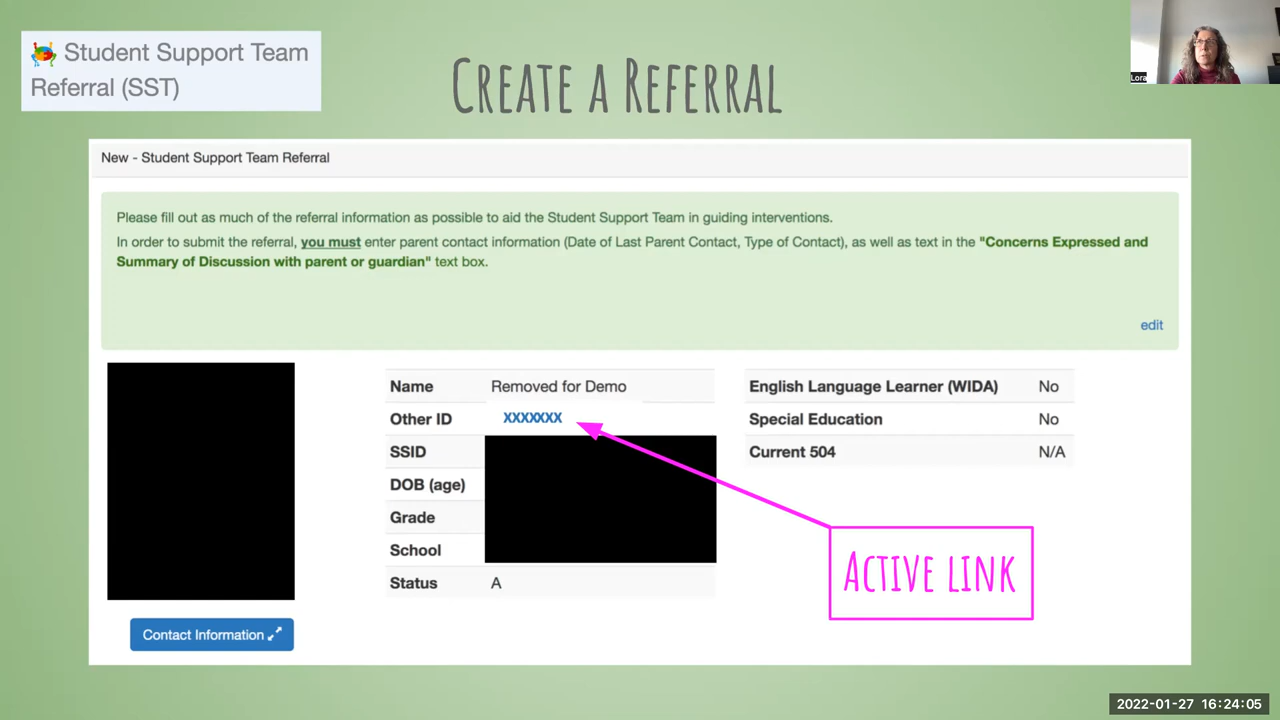 Student Support Team
Referral (SST)
CREATE A REFERRAL
Lora
New - Student Support Team Referral
Please fill out as much of the referral information as possible to aid the Student Support Team in guiding interventions.
In order to submit the referral, you must enter parent contact information (Date of Last Parent Contact, Type of Contact), as well as text in the "Concerns Expressed and
Summary of Discussion with parent or guardian" text box.
edit
Name Removed for Demo
Other ID XXXXXXX
SSID
DOB (age)
Grade
School
Status A
English Language Learner (WIDA) No
Special Education No
Current 504 N/A
ACTIVE LINK
Contact Information
2022-01-27 16:24:05